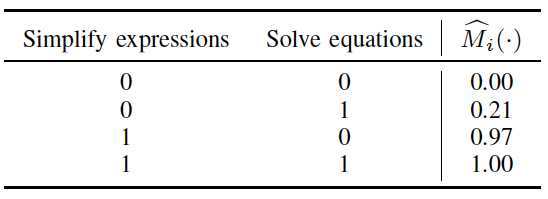 Simplify expressions Solve equations $\widehat{M}_i(\cdot)$
0 0 0.00
0 1 0.21
1 0 0.97
1 1 1.00